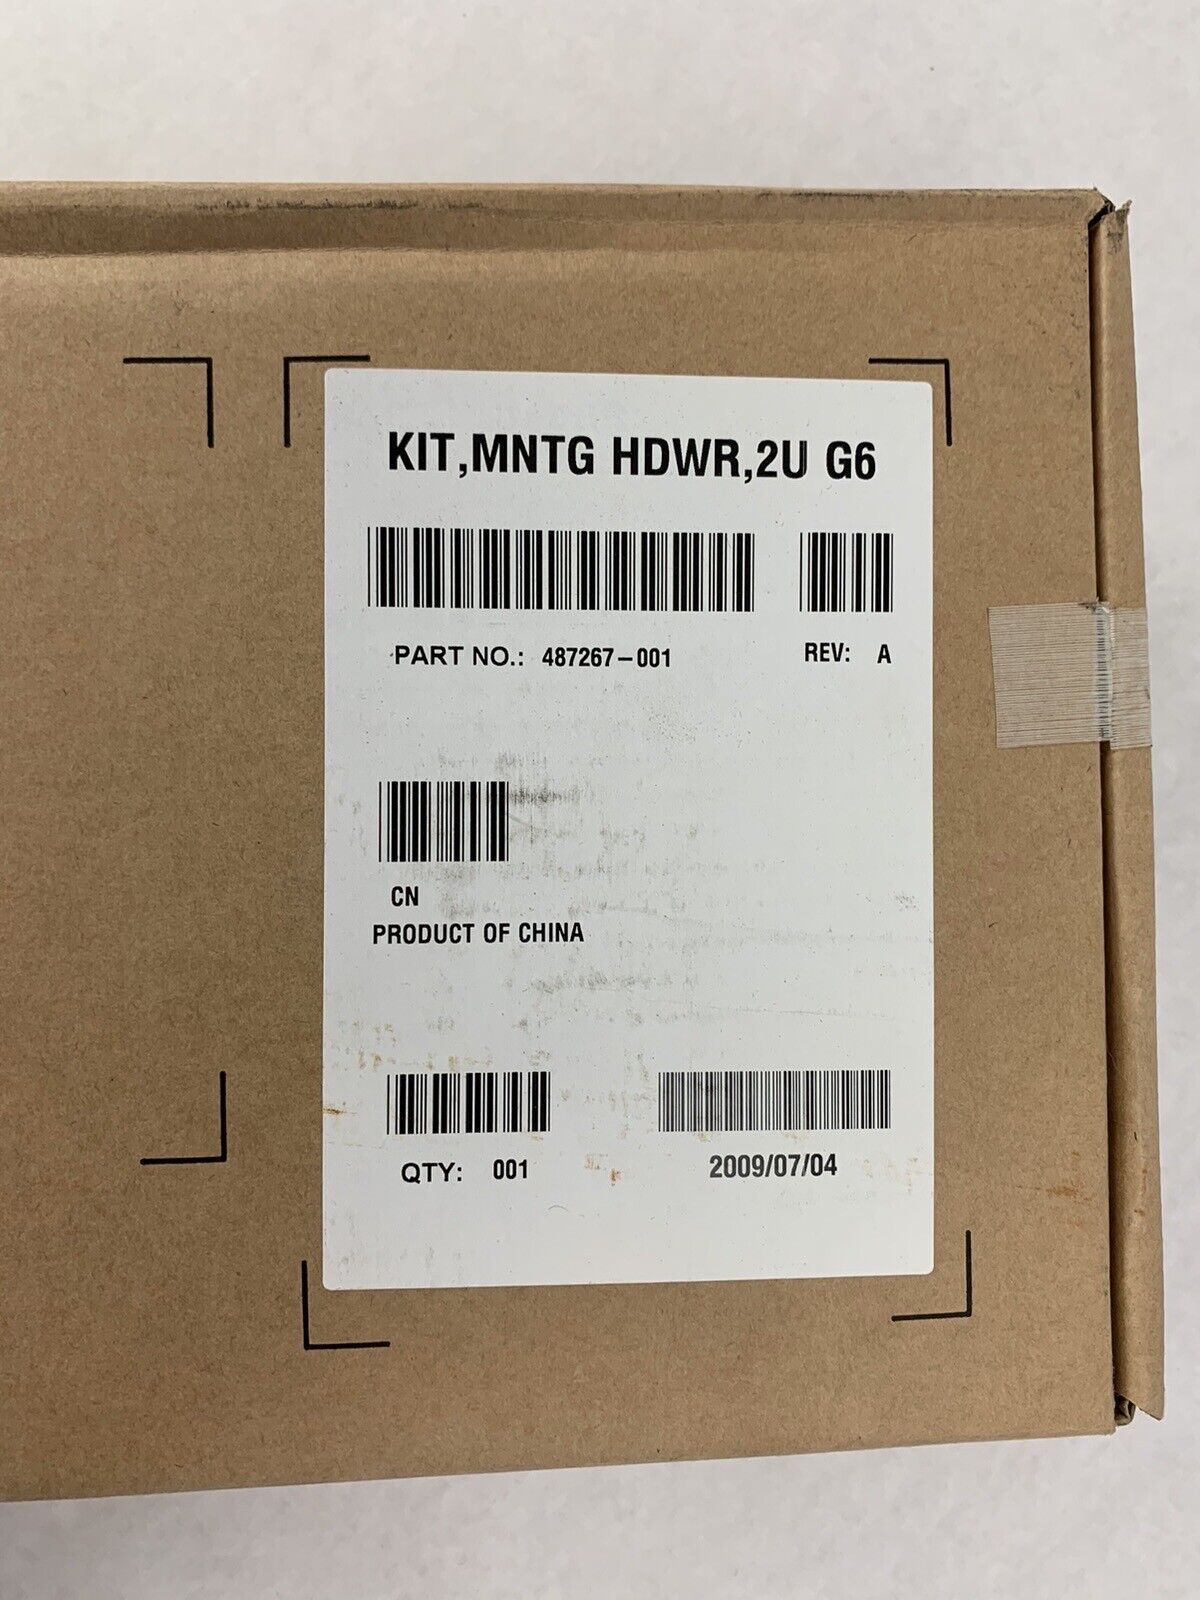 KIT,MNTG HDWR,2U G6
PART NO.: 487267-001 REV: A
CN
PRODUCT OF CHINA
QTY: 001 2009/07/04